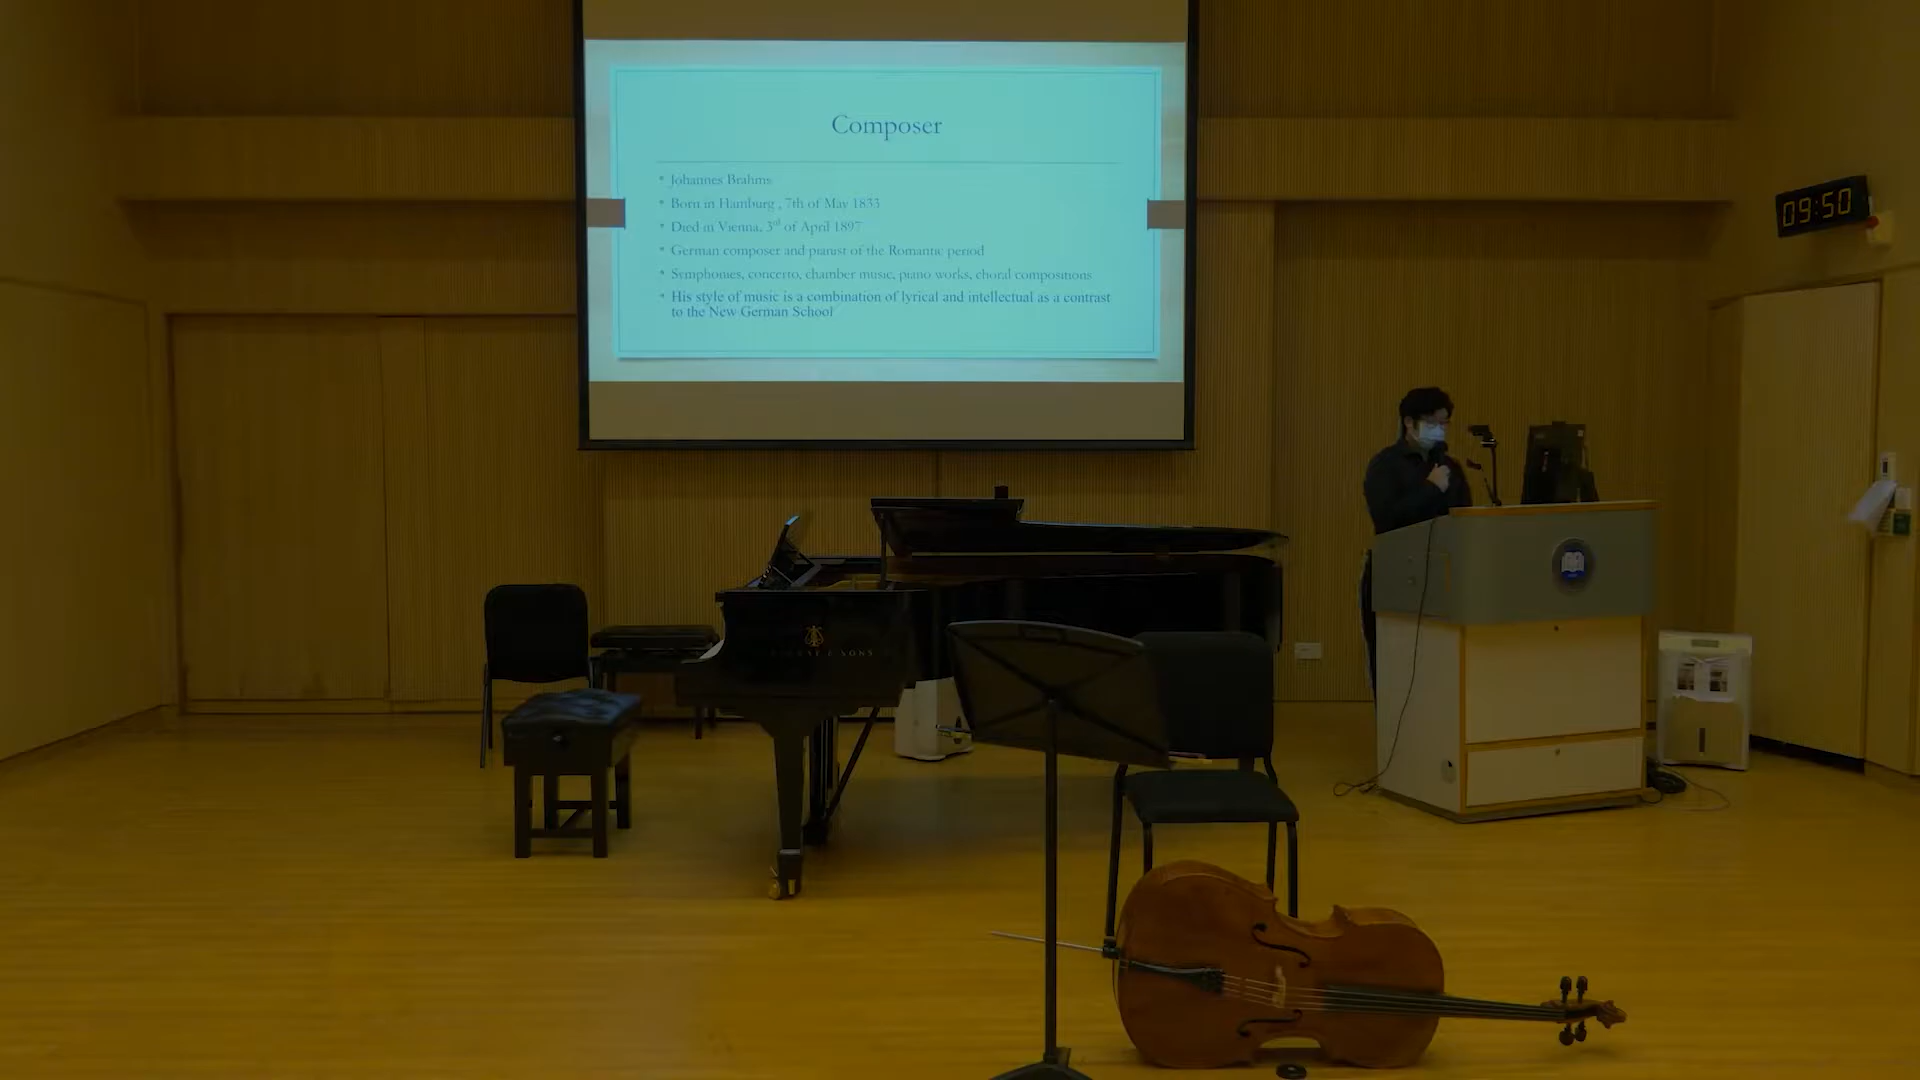 Composer
• Johannes Brahms
• Born in Hamburg , 7th of May 1833
• Died in Vienna, 3rd of April 1897
• German composer and pianist of the Romantic period
• Symphonies, concerto, chamber music, piano works, choral compositions
• His style of music is a combination of lyrical and intellectual as a contrast
to the New German School
09:50
& SONS